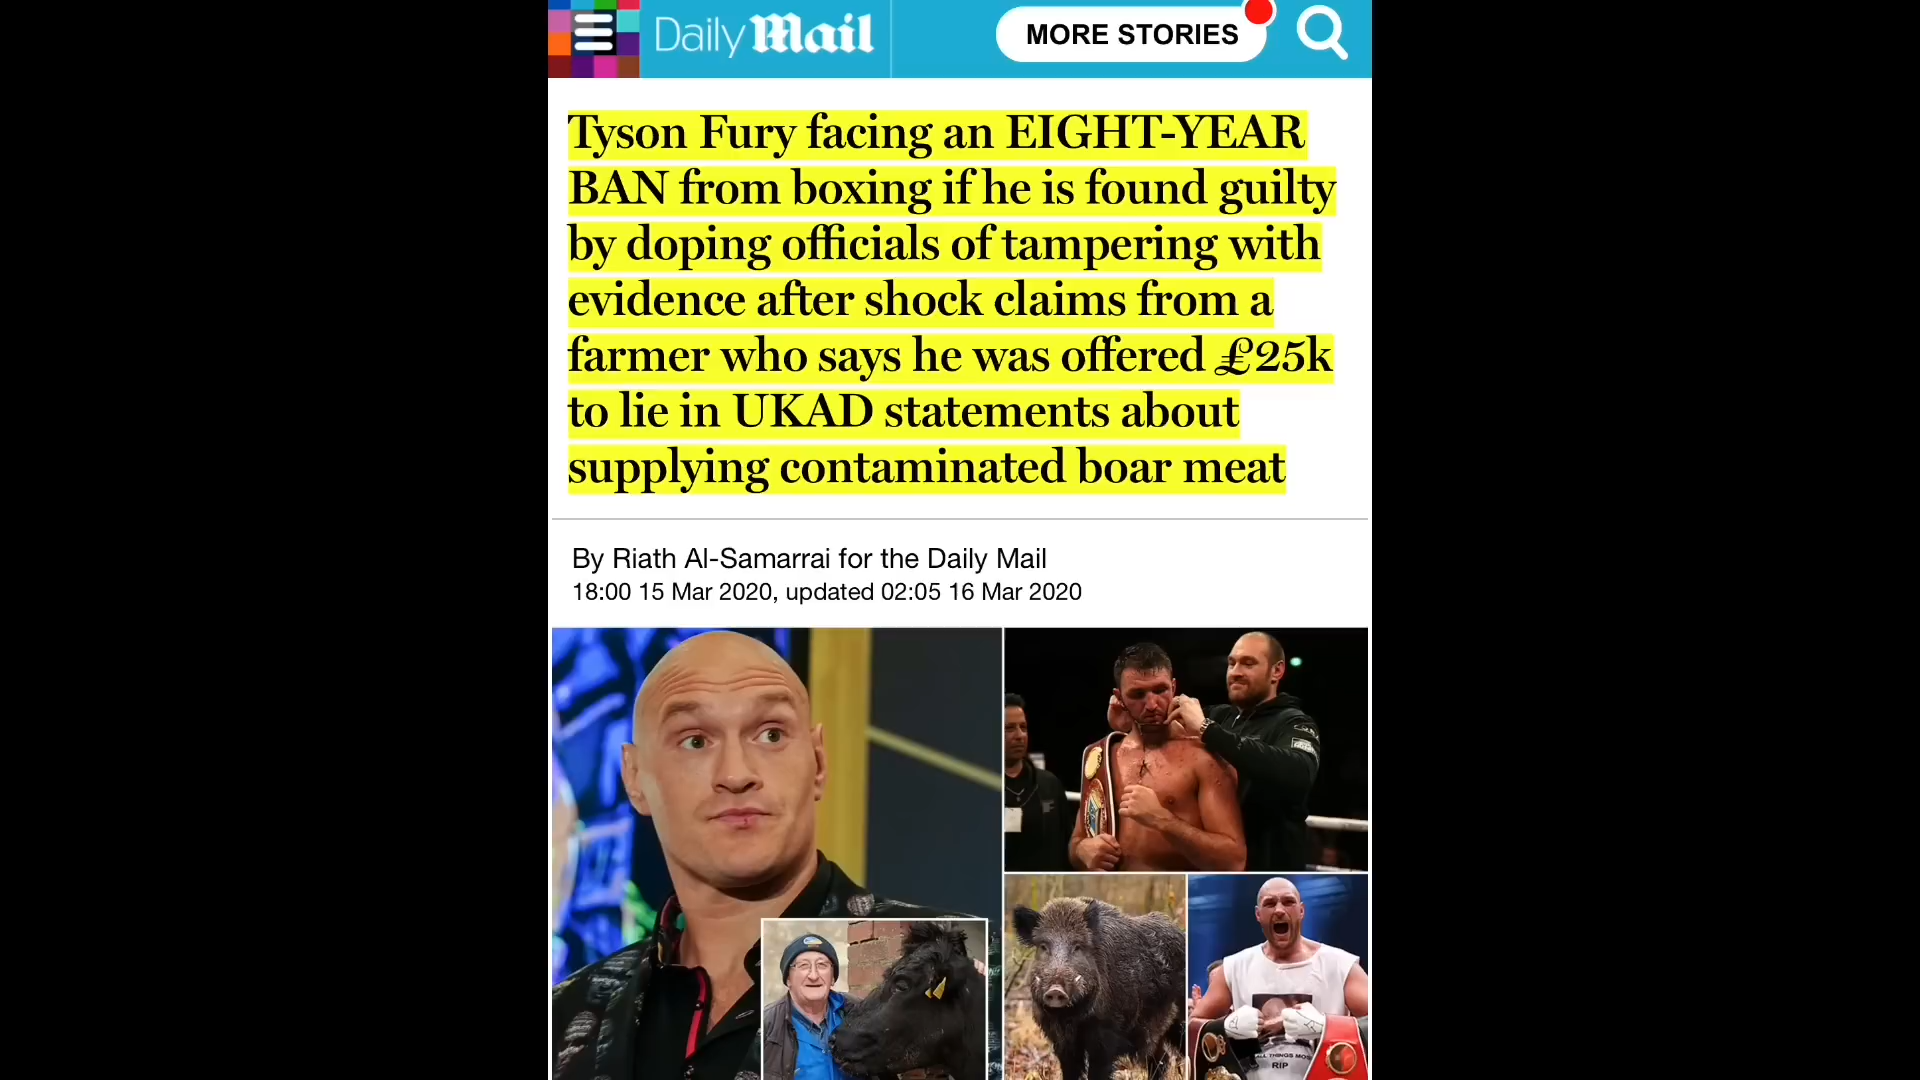 Daily Mail
MORE STORIES
Tyson Fury facing an EIGHT-YEAR
BAN from boxing if he is found guilty
by doping officials of tampering with
evidence after shock claims from a
farmer who says he was offered £25k
to lie in UKAD statements about
supplying contaminated boar meat
By Riath Al-Samarrai for the Daily Mail
18:00 15 Mar 2020, updated 02:05 16 Mar 2020
RIP